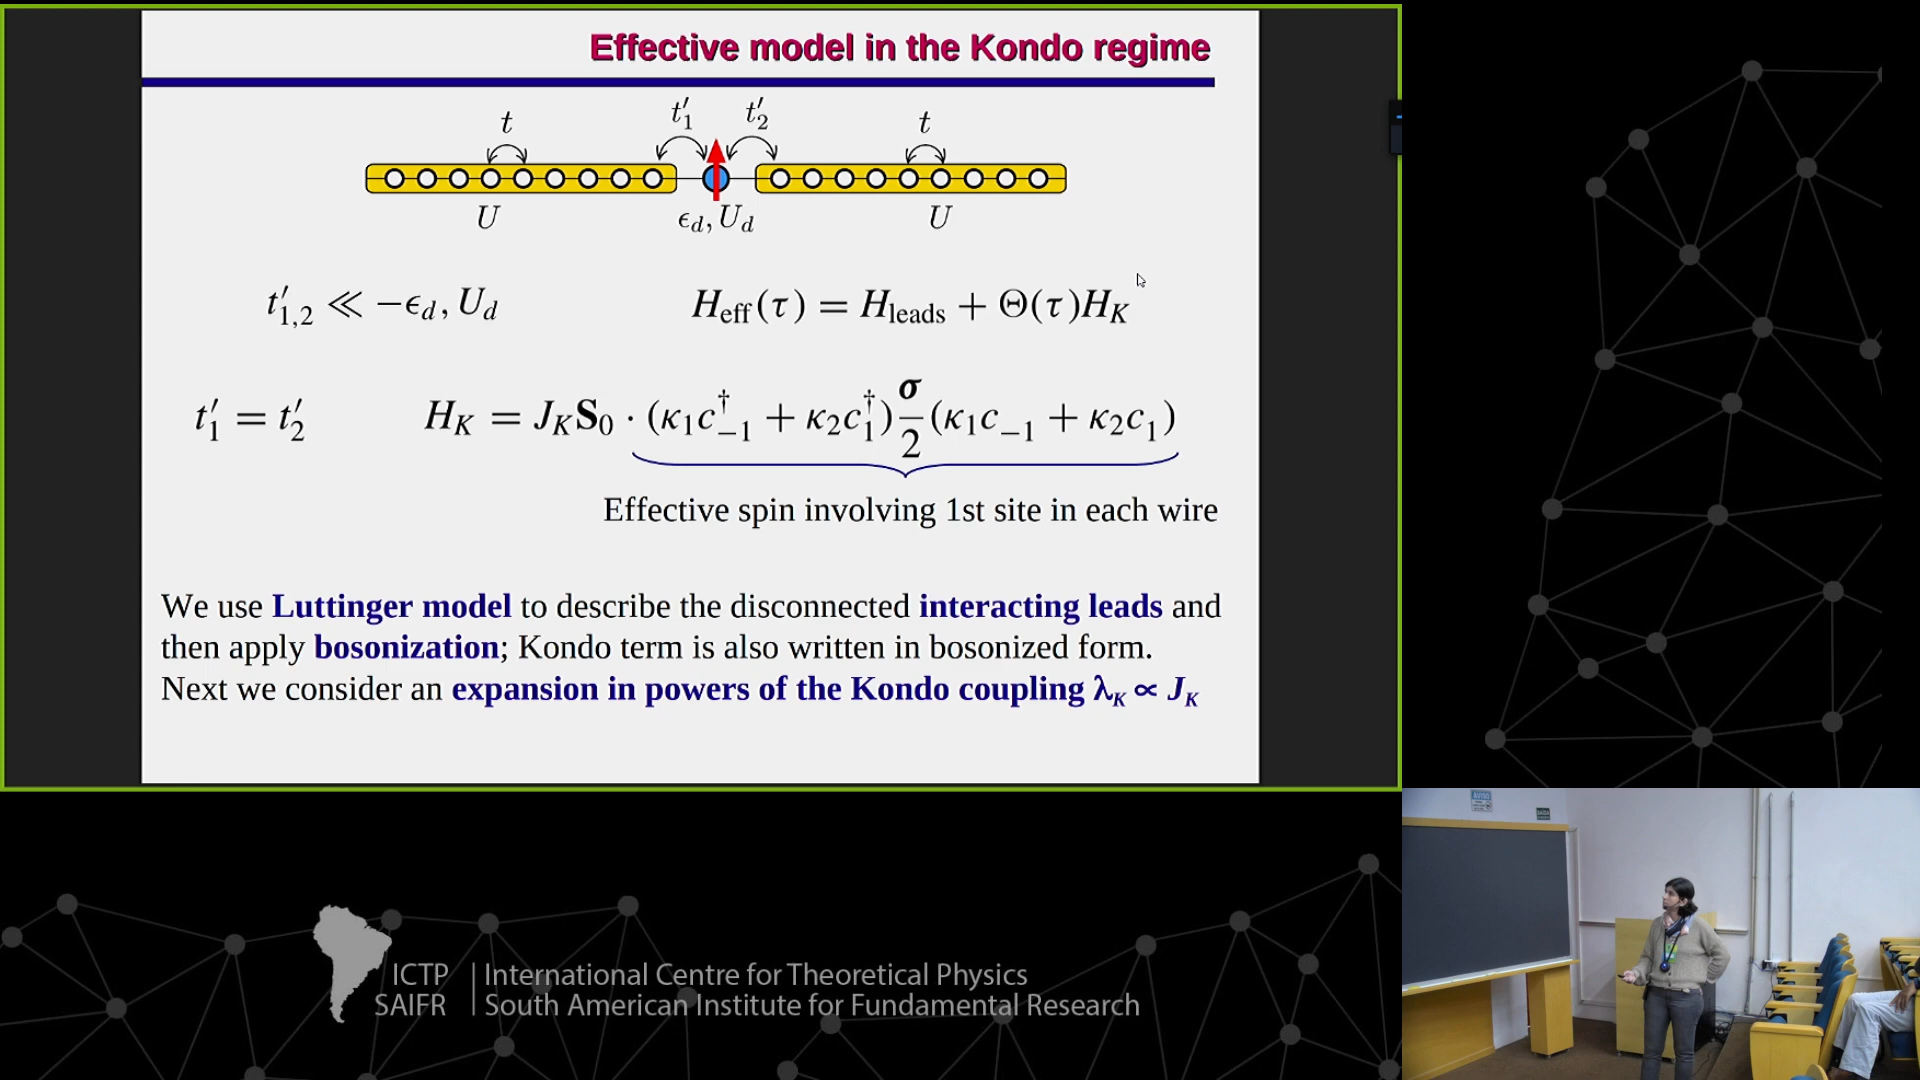 Effective model in the Kondo regime
t t′₁ t′₂ t
U ϵ_d, U_d U
t′₁,₂ ≪ −ϵ_d, U_d H_eff(τ) = H_leads + Θ(τ)H_K
t′₁ = t′₂ H_K = J_K S₀ · (κ₁c†₋₁ + κ₂c†₁) σ/2 (κ₁c₋₁ + κ₂c₁)
Effective spin involving 1st site in each wire
We use Luttinger model to describe the disconnected interacting leads and
then apply bosonization; Kondo term is also written in bosonized form.
Next we consider an expansion in powers of the Kondo coupling λ_K ∝ J_K
ICTP | International Centre for Theoretical Physics
SAIFR | South American Institute for Fundamental Research